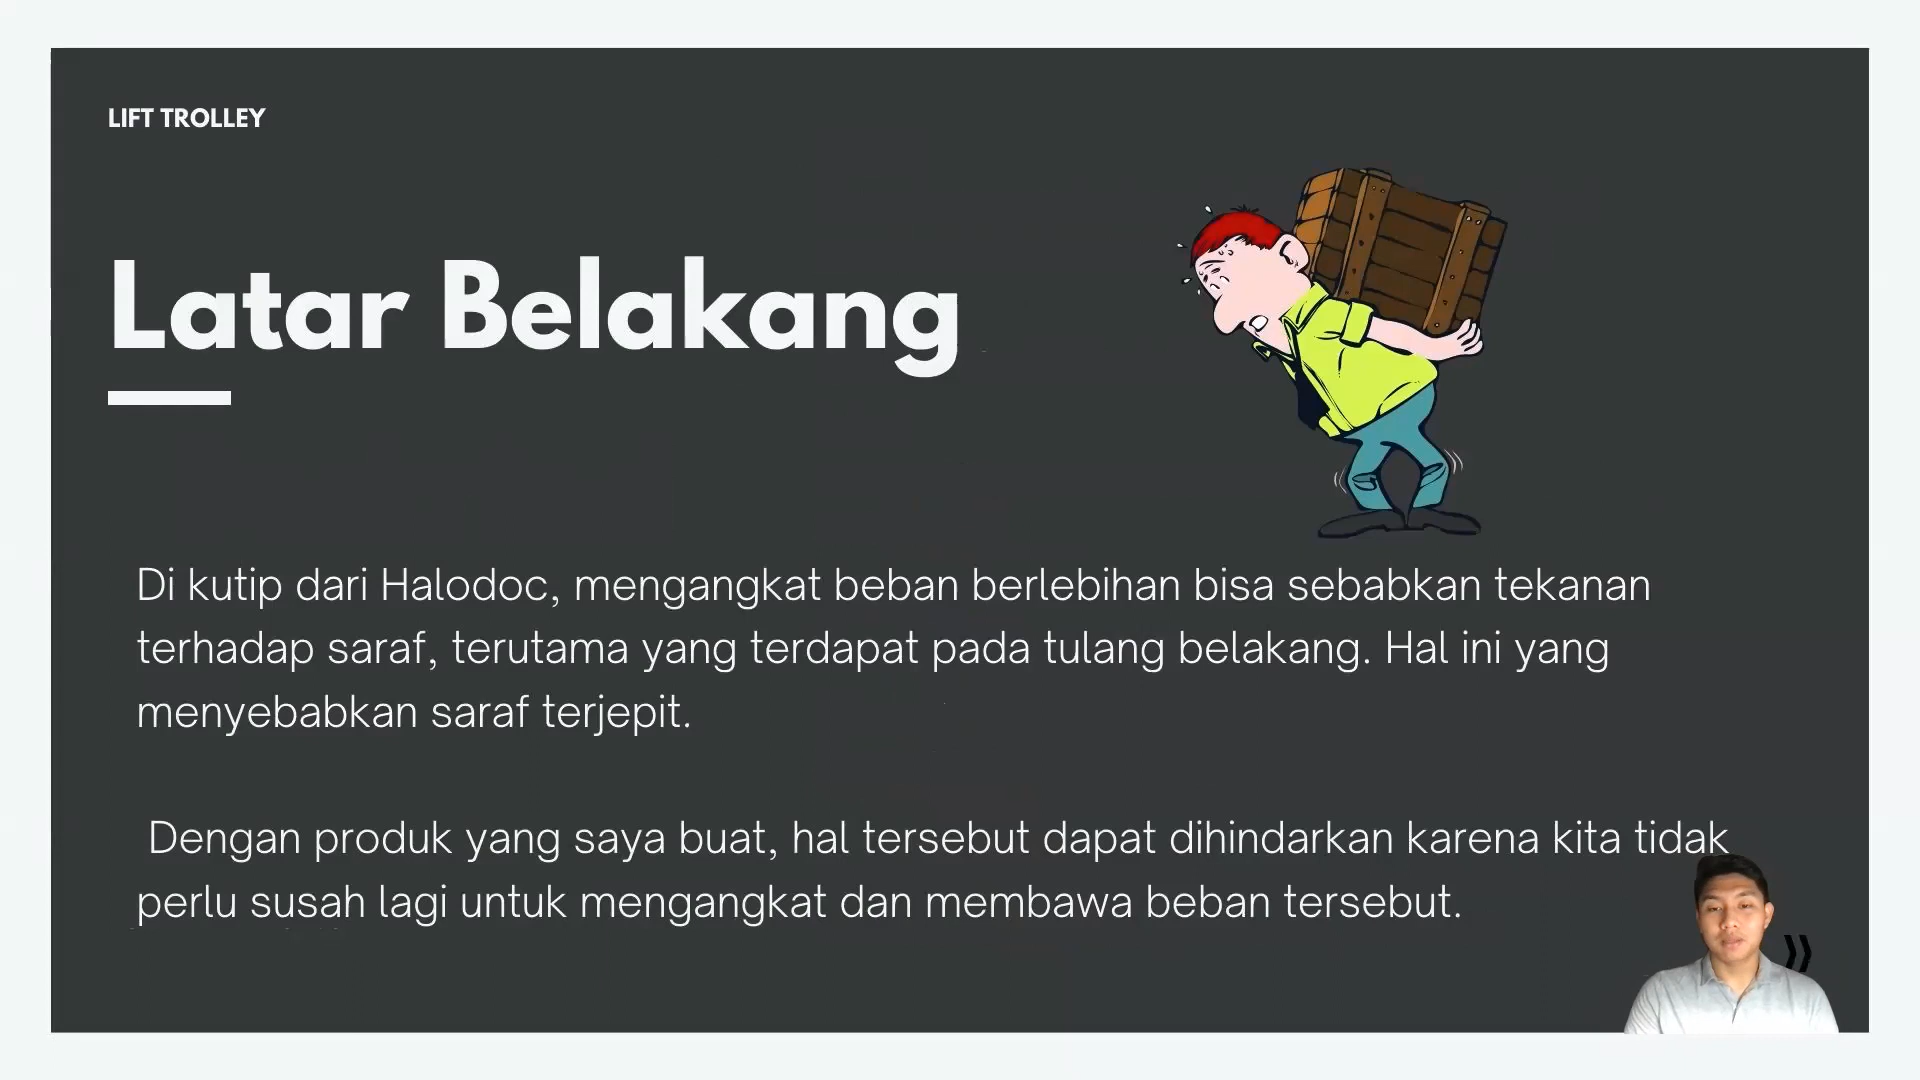 LIFT TROLLEY
Latar Belakang
Di kutip dari Halodoc, mengangkat beban berlebihan bisa sebabkan tekanan
terhadap saraf, terutama yang terdapat pada tulang belakang. Hal ini yang
menyebabkan saraf terjepit.
Dengan produk yang saya buat, hal tersebut dapat dihindarkan karena kita tidak
perlu susah lagi untuk mengangkat dan membawa beban tersebut.